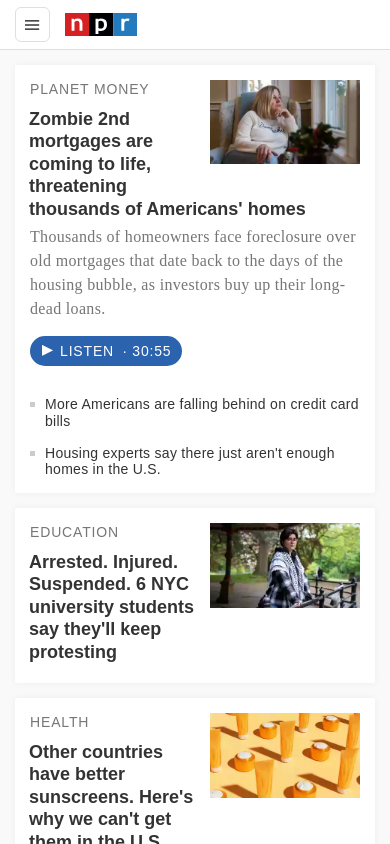 npr
PLANET MONEY
Zombie 2nd
mortgages are
coming to life,
threatening
thousands of Americans' homes
Thousands of homeowners face foreclosure over
old mortgages that date back to the days of the
housing bubble, as investors buy up their long-
dead loans.
LISTEN · 30:55
More Americans are falling behind on credit card
bills
Housing experts say there just aren't enough
homes in the U.S.
EDUCATION
Arrested. Injured.
Suspended. 6 NYC
university students
say they'll keep
protesting
HEALTH
Other countries
have better
sunscreens. Here's
why we can't get
them in the U.S.